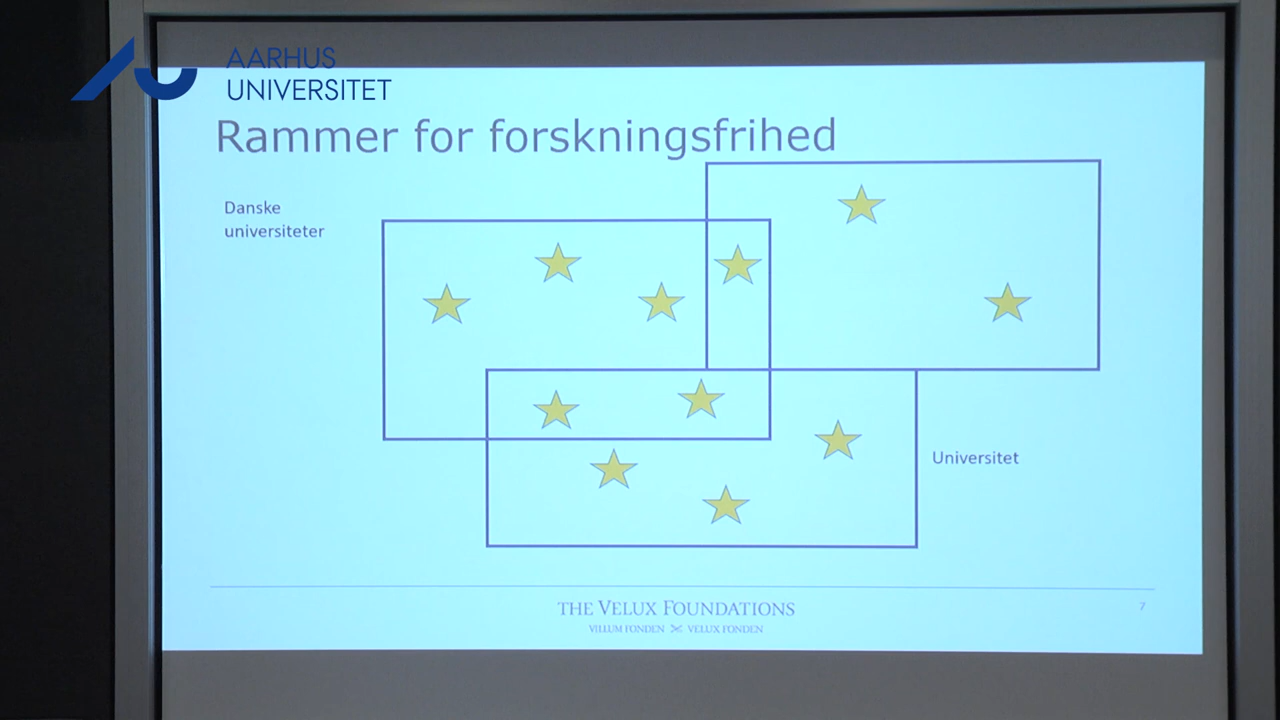 AARHUS
UNIVERSITET
Rammer for forskningsfrihed
Danske
universiteter
Universitet
THE VELUX FOUNDATIONS
VILLUM FONDEN VELUX FONDEN
7